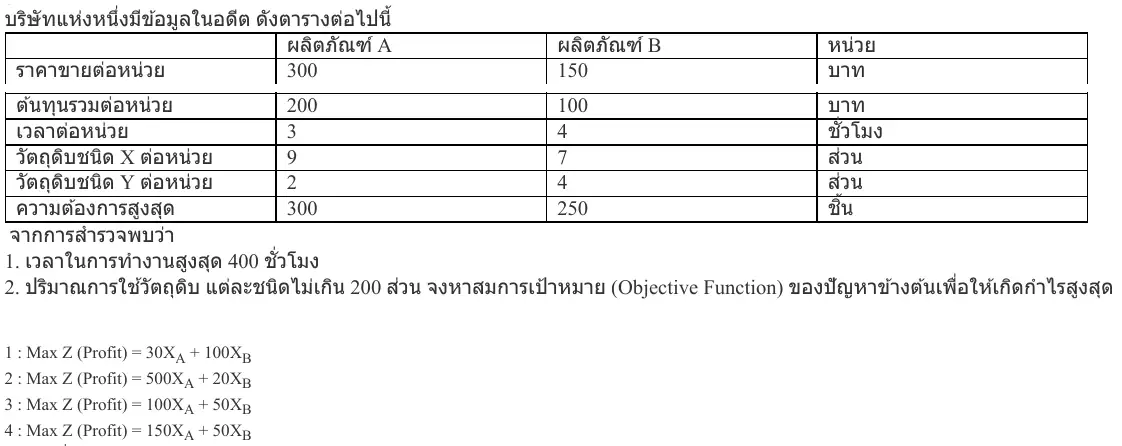 บริษัทแห่งหนึ่งมีข้อมูลในอดีต ดังตารางต่อไปนี้
ผลิตภัณฑ์ A ผลิตภัณฑ์ B หน่วย
ราคาขายต่อหน่วย 300 150 บาท
ต้นทุนรวมต่อหน่วย 200 100 บาท
เวลาต่อหน่วย 3 4 ชั่วโมง
วัตถุดิบชนิด X ต่อหน่วย 9 7 ส่วน
วัตถุดิบชนิด Y ต่อหน่วย 2 4 ส่วน
ความต้องการสูงสุด 300 250 ชิ้น
จากการสำรวจพบว่า
1. เวลาในการทำงานสูงสุด 400 ชั่วโมง
2. ปริมาณการใช้วัตถุดิบ แต่ละชนิดไม่เกิน 200 ส่วน จงหาสมการเป้าหมาย (Objective Function) ของปัญหาข้างต้นเพื่อให้เกิดกำไรสูงสุด
1 : Max Z (Profit) = 30XA + 100XB
2 : Max Z (Profit) = 500XA + 20XB
3 : Max Z (Profit) = 100XA + 50XB
4 : Max Z (Profit) = 150XA + 50XB